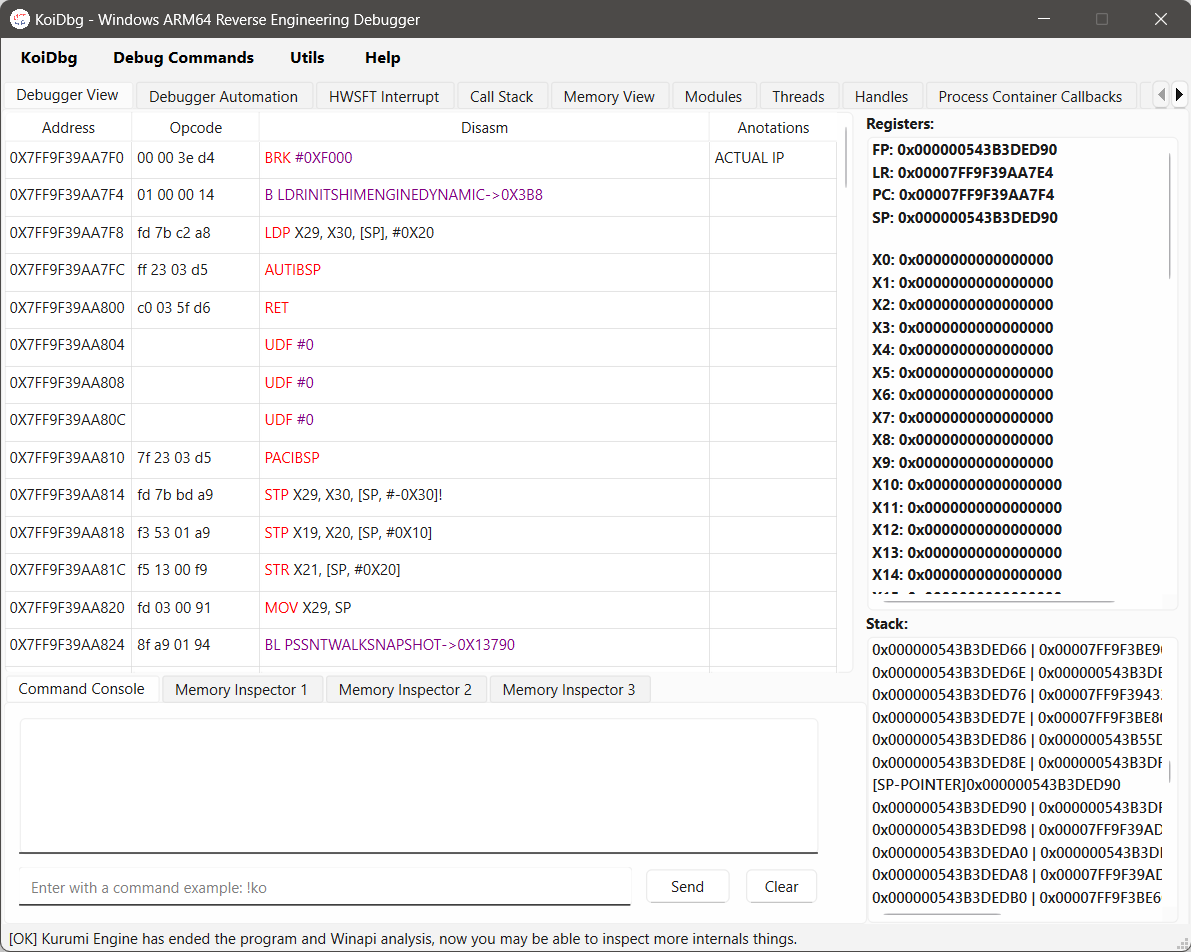 KoiDbg - Windows ARM64 Reverse Engineering Debugger
KoiDbg Debug Commands Utils Help
Debugger View Debugger Automation HWSFT Interrupt Call Stack Memory View Modules Threads Handles Process Container Callbacks
Address Opcode Disasm Anotations
0X7FF9F39AA7F0 00 00 3e d4 BRK #0XF000 ACTUAL IP
0X7FF9F39AA7F4 01 00 00 14 B LDRINITSHIMENGINEDYNAMIC->0X3B8
0X7FF9F39AA7F8 fd 7b c2 a8 LDP X29, X30, [SP], #0X20
0X7FF9F39AA7FC ff 23 03 d5 AUTIBSP
0X7FF9F39AA800 c0 03 5f d6 RET
0X7FF9F39AA804 UDF #0
0X7FF9F39AA808 UDF #0
0X7FF9F39AA80C UDF #0
0X7FF9F39AA810 7f 23 03 d5 PACIBSP
0X7FF9F39AA814 fd 7b bd a9 STP X29, X30, [SP, #-0X30]!
0X7FF9F39AA818 f3 53 01 a9 STP X19, X20, [SP, #0X10]
0X7FF9F39AA81C f5 13 00 f9 STR X21, [SP, #0X20]
0X7FF9F39AA820 fd 03 00 91 MOV X29, SP
0X7FF9F39AA824 8f a9 01 94 BL PSSNTWALKSNAPSHOT->0X13790
Registers:
FP: 0x000000543B3DED90
LR: 0x00007FF9F39AA7E4
PC: 0x00007FF9F39AA7F4
SP: 0x000000543B3DED90
X0: 0x0000000000000000
X1: 0x0000000000000000
X2: 0x0000000000000000
X3: 0x0000000000000000
X4: 0x0000000000000000
X5: 0x0000000000000000
X6: 0x0000000000000000
X7: 0x0000000000000000
X8: 0x0000000000000000
X9: 0x0000000000000000
X10: 0x0000000000000000
X11: 0x0000000000000000
X12: 0x0000000000000000
X13: 0x0000000000000000
X14: 0x0000000000000000
Stack:
0x000000543B3DED66 | 0x00007FF9F3BE9
0x000000543B3DED6E | 0x000000543B3DE
0x000000543B3DED76 | 0x00007FF9F3943
0x000000543B3DED7E | 0x00007FF9F3BE8
0x000000543B3DED86 | 0x000000543B55D
0x000000543B3DED8E | 0x000000543B3DF
[SP-POINTER]0x000000543B3DED90
0x000000543B3DED90 | 0x000000543B3DF
0x000000543B3DED98 | 0x00007FF9F39AD
0x000000543B3DEDA0 | 0x000000543B3D
0x000000543B3DEDA8 | 0x00007FF9F39AD
0x000000543B3DEDB0 | 0x00007FF9F3BE6
Command Console Memory Inspector 1 Memory Inspector 2 Memory Inspector 3
Enter with a command example: !ko
Send Clear
[OK] Kurumi Engine has ended the program and Winapi analysis, now you may be able to inspect more internals things.